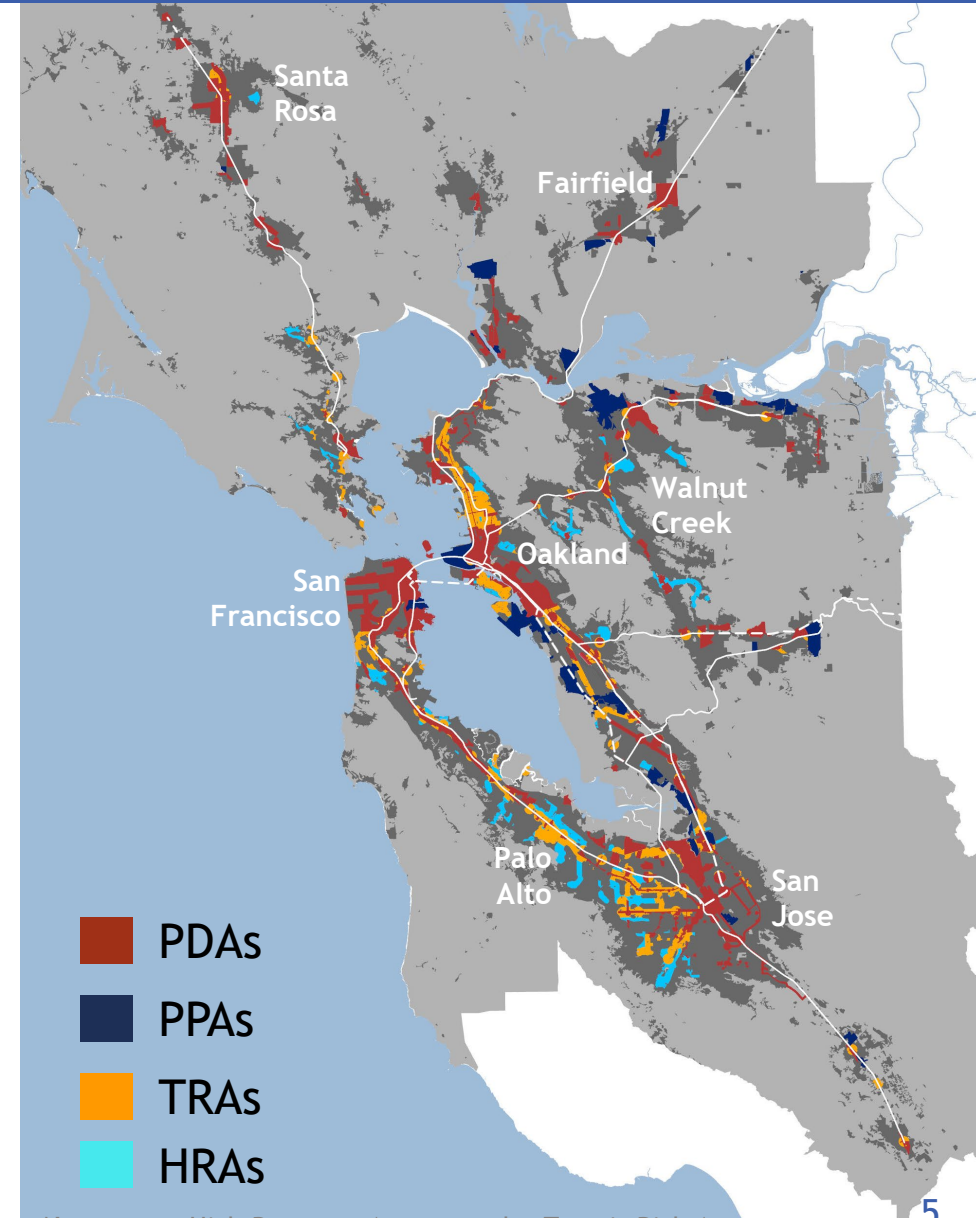 Santa
Rosa
Fairfield
Walnut
Creek
Oakland
San
Francisco
Palo
Alto
San
Jose
PDAs
PPAs
TRAs
HRAs
5